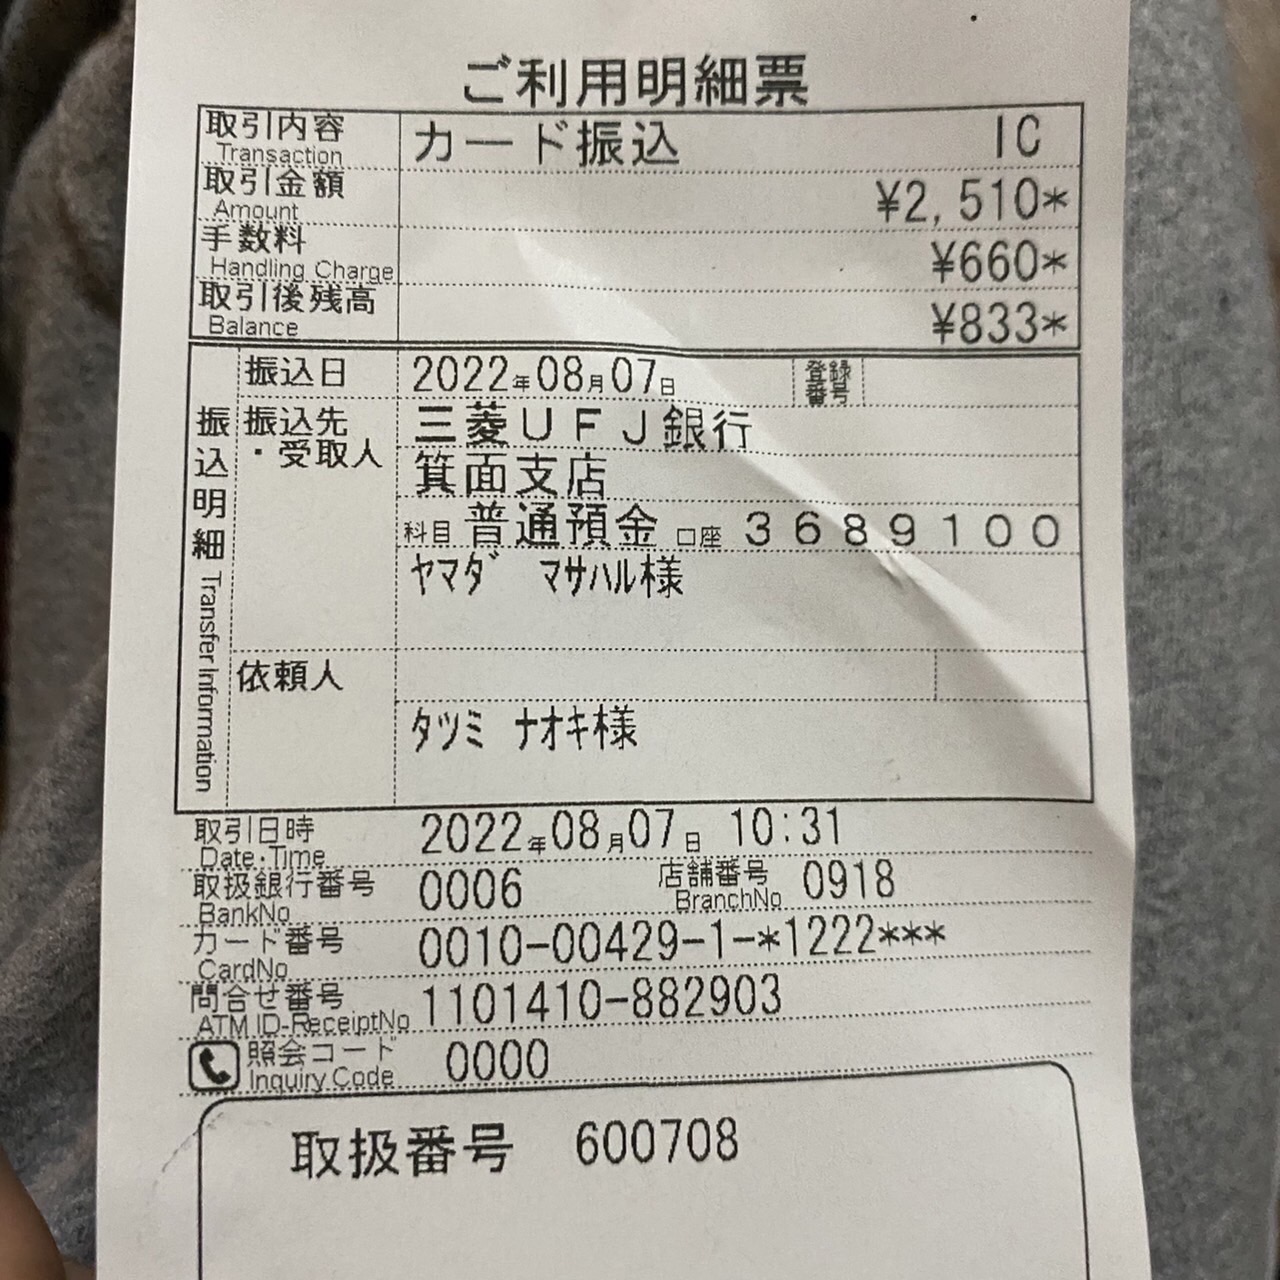 ご利用明細票
取引内容 カード振込 IC
Transaction
取引金額 ¥2,510*
Amount
手数料 ¥660*
Handling Charge
取引後残高 ¥833*
Balance
振込明細 Transfer Information
振込日 2022年08月07日 登録番号
振込先 三菱UFJ銀行
・受取人
箕面支店
科目 普通預金 口座 3689100
ヤマダ マサハル様
依頼人
タツミ ナオキ様
取引日時 2022年08月07日 10:31
Date・Time
取扱銀行番号 0006 店舗番号 0918
BankNo BranchNo
カード番号 0010-00429-1-*1222***
CardNo
問合せ番号 1101410-882903
ATM ID-ReceiptNo
照会コード 0000
Inquiry Code
取扱番号 600708